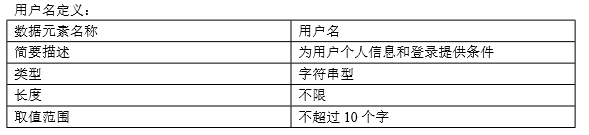 用户名定义：
数据元素名称 用户名
简要描述 为用户个人信息和登录提供条件
类型 字符串型
长度 不限
取值范围 不超过 10 个字